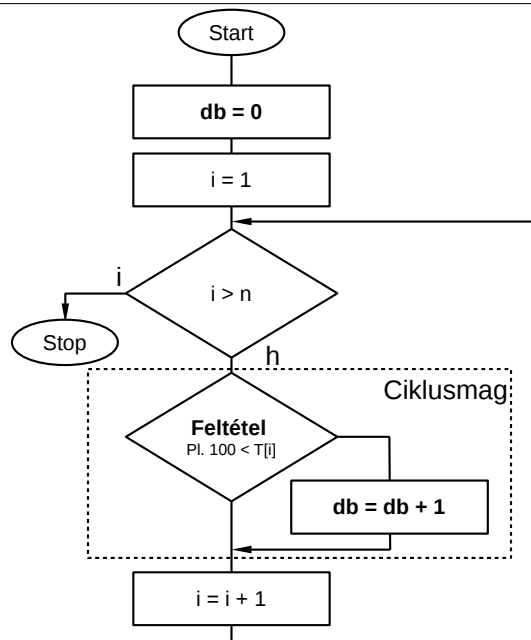 Start
db = 0
i = 1
i > n
i
Stop
h
Ciklusmag
Feltétel
Pl. 100 < T[i]
db = db + 1
i = i + 1